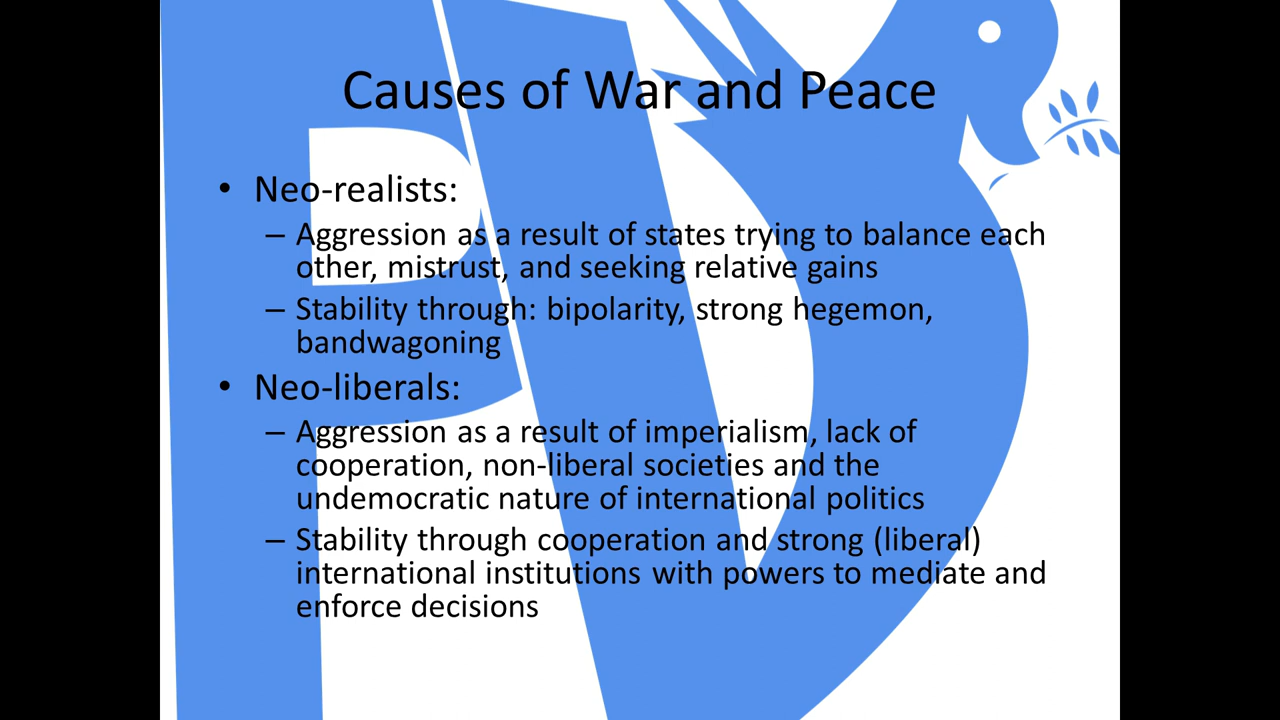 Causes of War and Peace
• Neo-realists:
– Aggression as a result of states trying to balance each
other, mistrust, and seeking relative gains
– Stability through: bipolarity, strong hegemon,
bandwagoning
• Neo-liberals:
– Aggression as a result of imperialism, lack of
cooperation, non-liberal societies and the
undemocratic nature of international politics
– Stability through cooperation and strong (liberal)
international institutions with powers to mediate and
enforce decisions